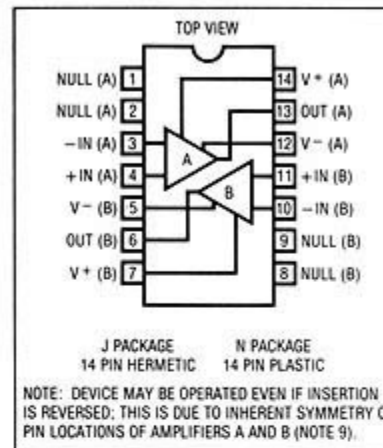 TOP VIEW
NULL (A) 1
14 V+ (A)
NULL (A) 2
13 OUT (A)
−IN (A) 3
12 V− (A)
A
+IN (A) 4
11 +IN (B)
B
V− (B) 5
10 −IN (B)
OUT (B) 6
9 NULL (B)
V+ (B) 7
8 NULL (B)
J PACKAGE
14 PIN HERMETIC
N PACKAGE
14 PIN PLASTIC
NOTE: DEVICE MAY BE OPERATED EVEN IF INSERTION
IS REVERSED; THIS IS DUE TO INHERENT SYMMETRY O
PIN LOCATIONS OF AMPLIFIERS A AND B (NOTE 9).